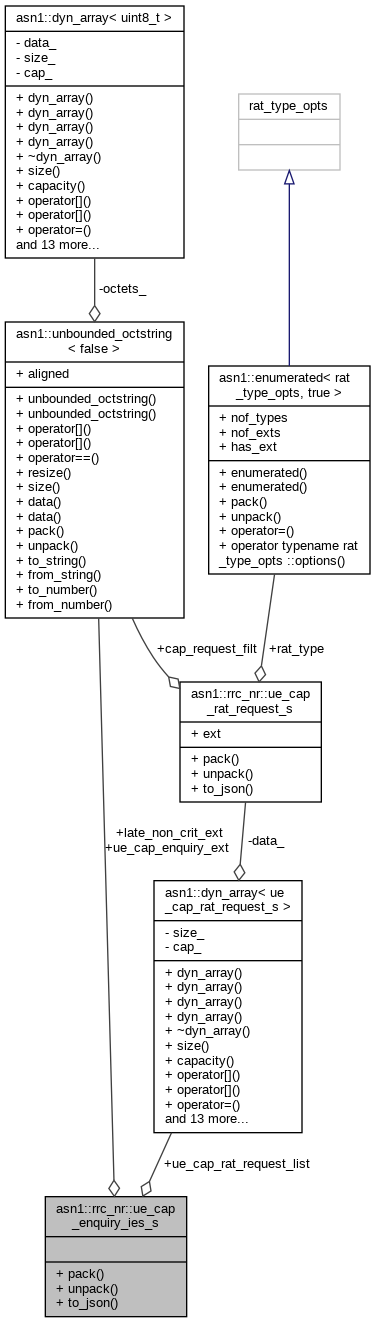 asn1::dyn_array< uint8_t >
- data_
- size_
- cap_
+ dyn_array()
+ dyn_array()
+ dyn_array()
+ dyn_array()
+ ~dyn_array()
+ size()
+ capacity()
+ operator[]()
+ operator[]()
+ operator=()
and 13 more...
rat_type_opts
-octets_
asn1::unbounded_octstring
< false >
+ aligned
+ unbounded_octstring()
+ unbounded_octstring()
+ operator[]()
+ operator[]()
+ operator==()
+ resize()
+ size()
+ data()
+ data()
+ pack()
+ unpack()
+ to_string()
+ from_string()
+ to_number()
+ from_number()
asn1::enumerated< rat
_type_opts, true >
+ nof_types
+ nof_exts
+ has_ext
+ enumerated()
+ enumerated()
+ pack()
+ unpack()
+ operator=()
+ operator typename rat
_type_opts ::options()
+cap_request_filt
+rat_type
asn1::rrc_nr::ue_cap
_rat_request_s
+ ext
+ pack()
+ unpack()
+ to_json()
+late_non_crit_ext
+ue_cap_enquiry_ext
-data_
asn1::dyn_array< ue
_cap_rat_request_s >
- size_
- cap_
+ dyn_array()
+ dyn_array()
+ dyn_array()
+ dyn_array()
+ ~dyn_array()
+ size()
+ capacity()
+ operator[]()
+ operator[]()
+ operator=()
and 13 more...
+ue_cap_rat_request_list
asn1::rrc_nr::ue_cap
_enquiry_ies_s
+ pack()
+ unpack()
+ to_json()